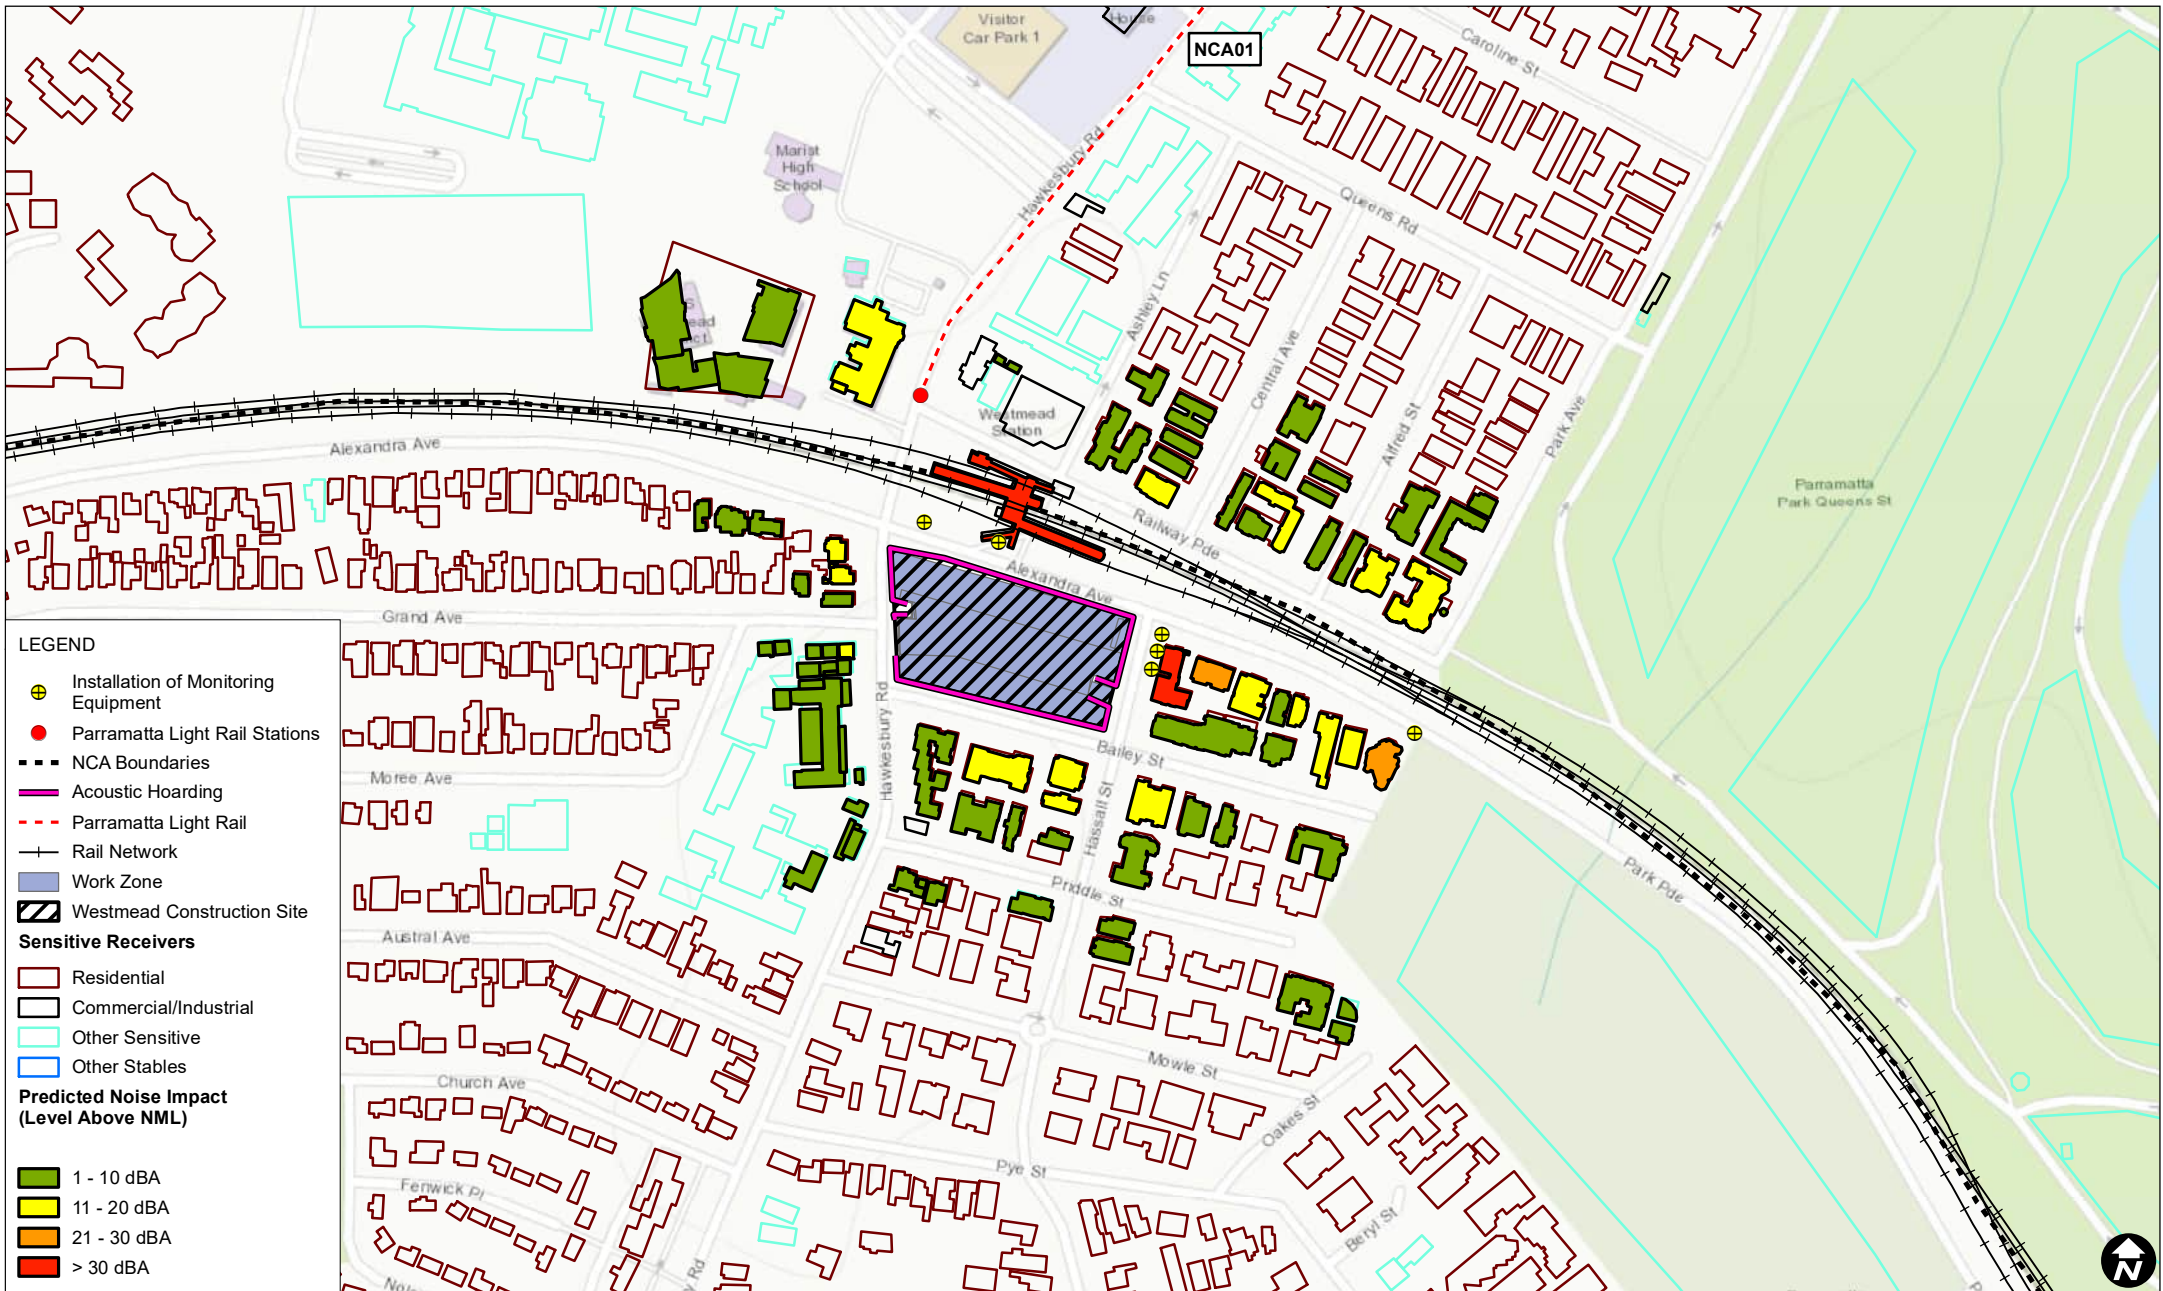 Visitor
Car Park 1
House
NCA01
Caroline St
Hawkesbury Rd
Marist
High
School
Queens Rd
Ashley Ln
Central Ave
Alfred St
Park Ave
Westmead
Station
Alexandra Ave
Railway Pde
Parramatta
Park Queens St
Alexandra Ave
Grand Ave
Hawkesbury Rd
Bailey St
Hassall St
Moree Ave
Priddle St
Park Pde
Austral Ave
Mowle St
Church Ave
Oakes St
Pye St
Fenwick Pl
Beryl St
LEGEND
Installation of Monitoring
Equipment
Parramatta Light Rail Stations
NCA Boundaries
Acoustic Hoarding
Parramatta Light Rail
Rail Network
Work Zone
Westmead Construction Site
Sensitive Receivers
Residential
Commercial/Industrial
Other Sensitive
Other Stables
Predicted Noise Impact
(Level Above NML)
1 - 10 dBA
11 - 20 dBA
21 - 30 dBA
> 30 dBA
N